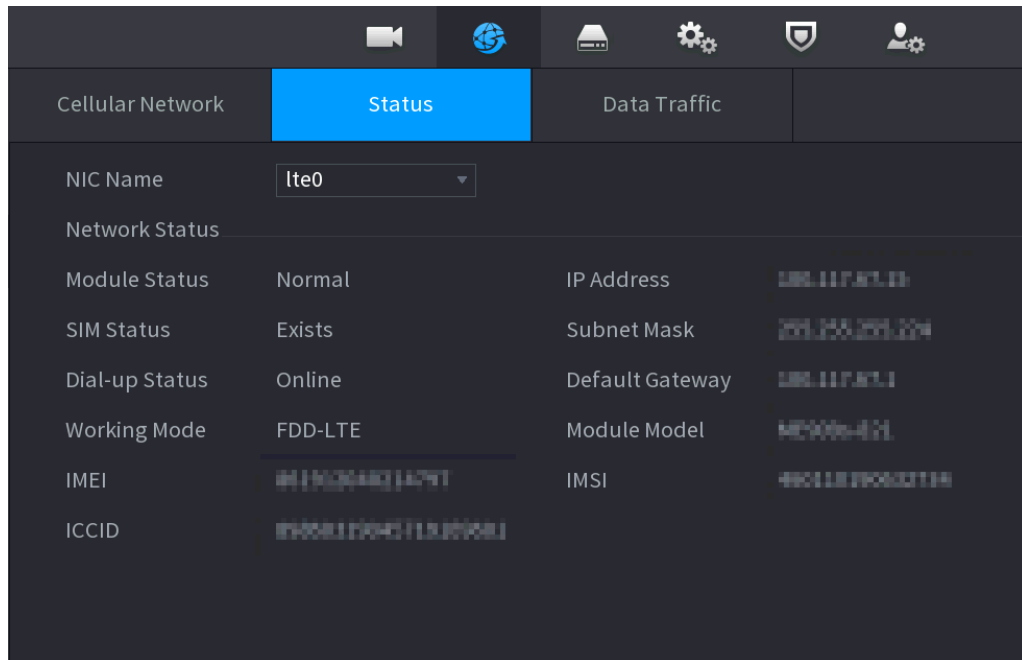 Cellular Network Status Data Traffic
NIC Name lte0
Network Status
Module Status Normal IP Address
SIM Status Exists Subnet Mask
Dial-up Status Online Default Gateway
Working Mode FDD-LTE Module Model
IMEI IMSI
ICCID